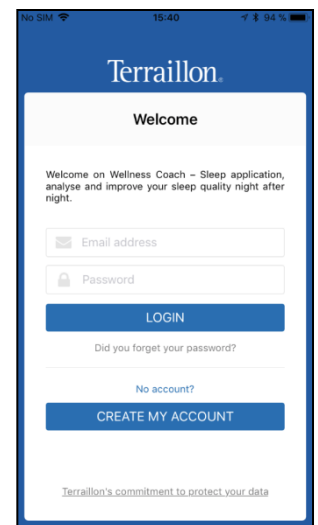 No SIM 15:40 94 %
Terraillon®
Welcome
Welcome on Wellness Coach – Sleep application,
analyse and improve your sleep quality night after
night.
Email address
Password
LOGIN
Did you forget your password?
No account?
CREATE MY ACCOUNT
Terraillon's commitment to protect your data